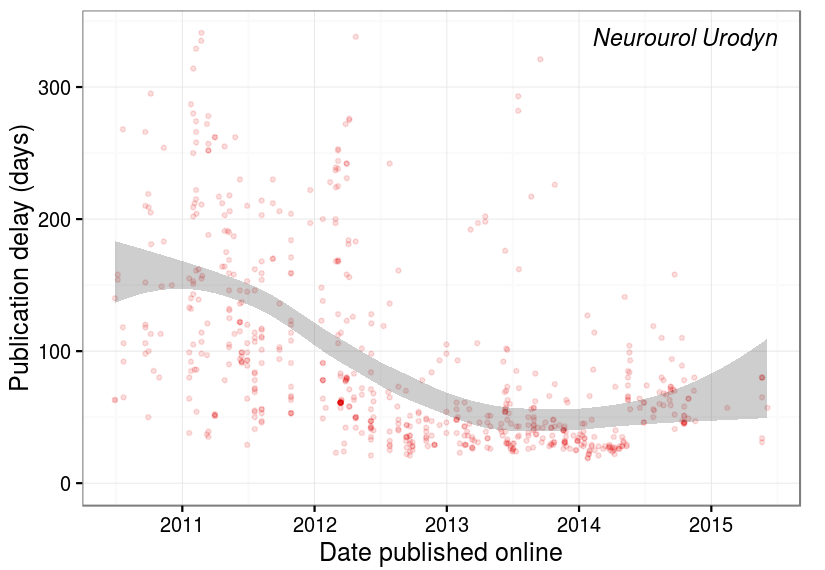 Neurourol Urodyn
Publication delay (days)
300
200
100
0
2011 2012 2013 2014 2015
Date published online